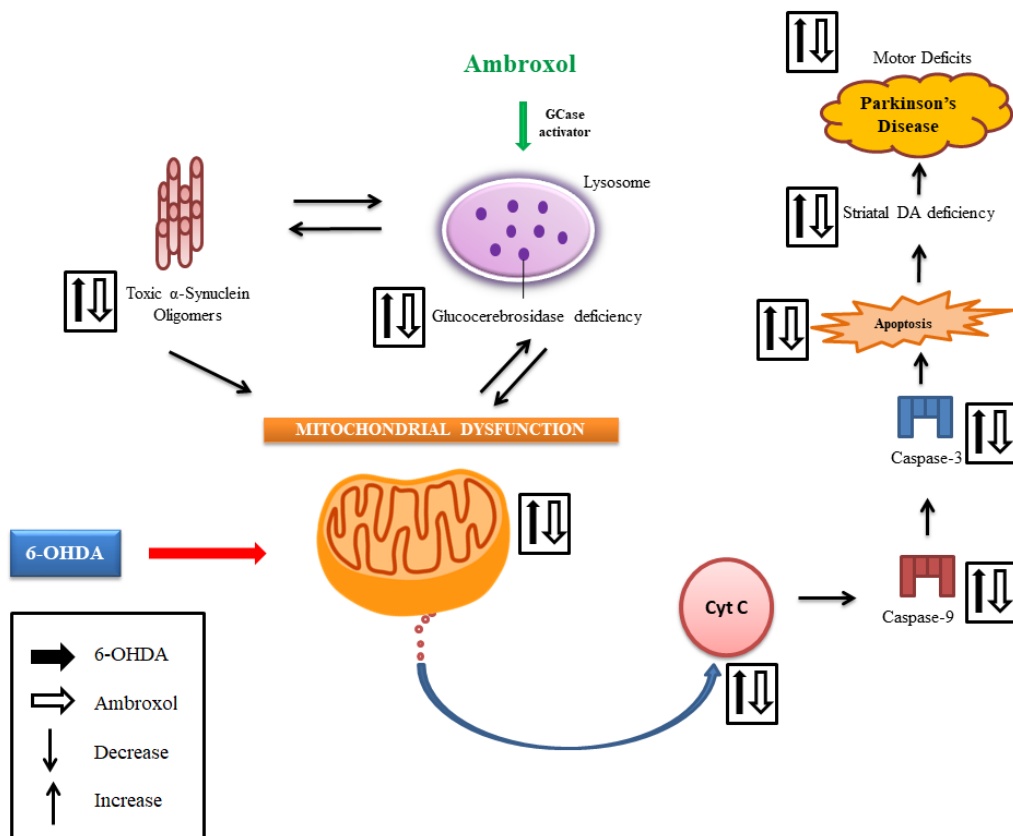 Ambroxol
GCase
activator
Lysosome
Toxic α-Synuclein
Oligomers
Glucocerebrosidase deficiency
MITOCHONDRIAL DYSFUNCTION
6-OHDA
Cyt C
Caspase-9
Caspase-3
Apoptosis
Striatal DA deficiency
Motor Deficits
Parkinson’s
Disease
6-OHDA
Ambroxol
Decrease
Increase